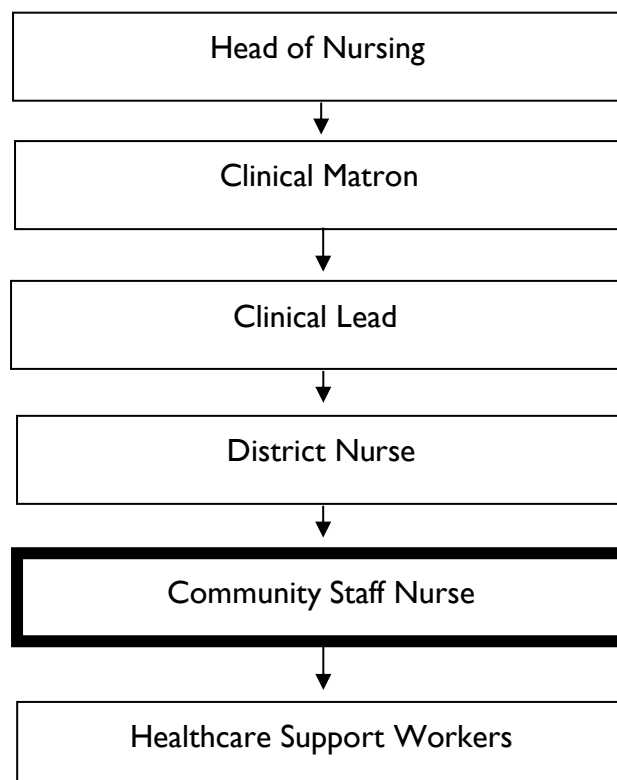 Head of Nursing
Clinical Matron
Clinical Lead
District Nurse
Community Staff Nurse
Healthcare Support Workers